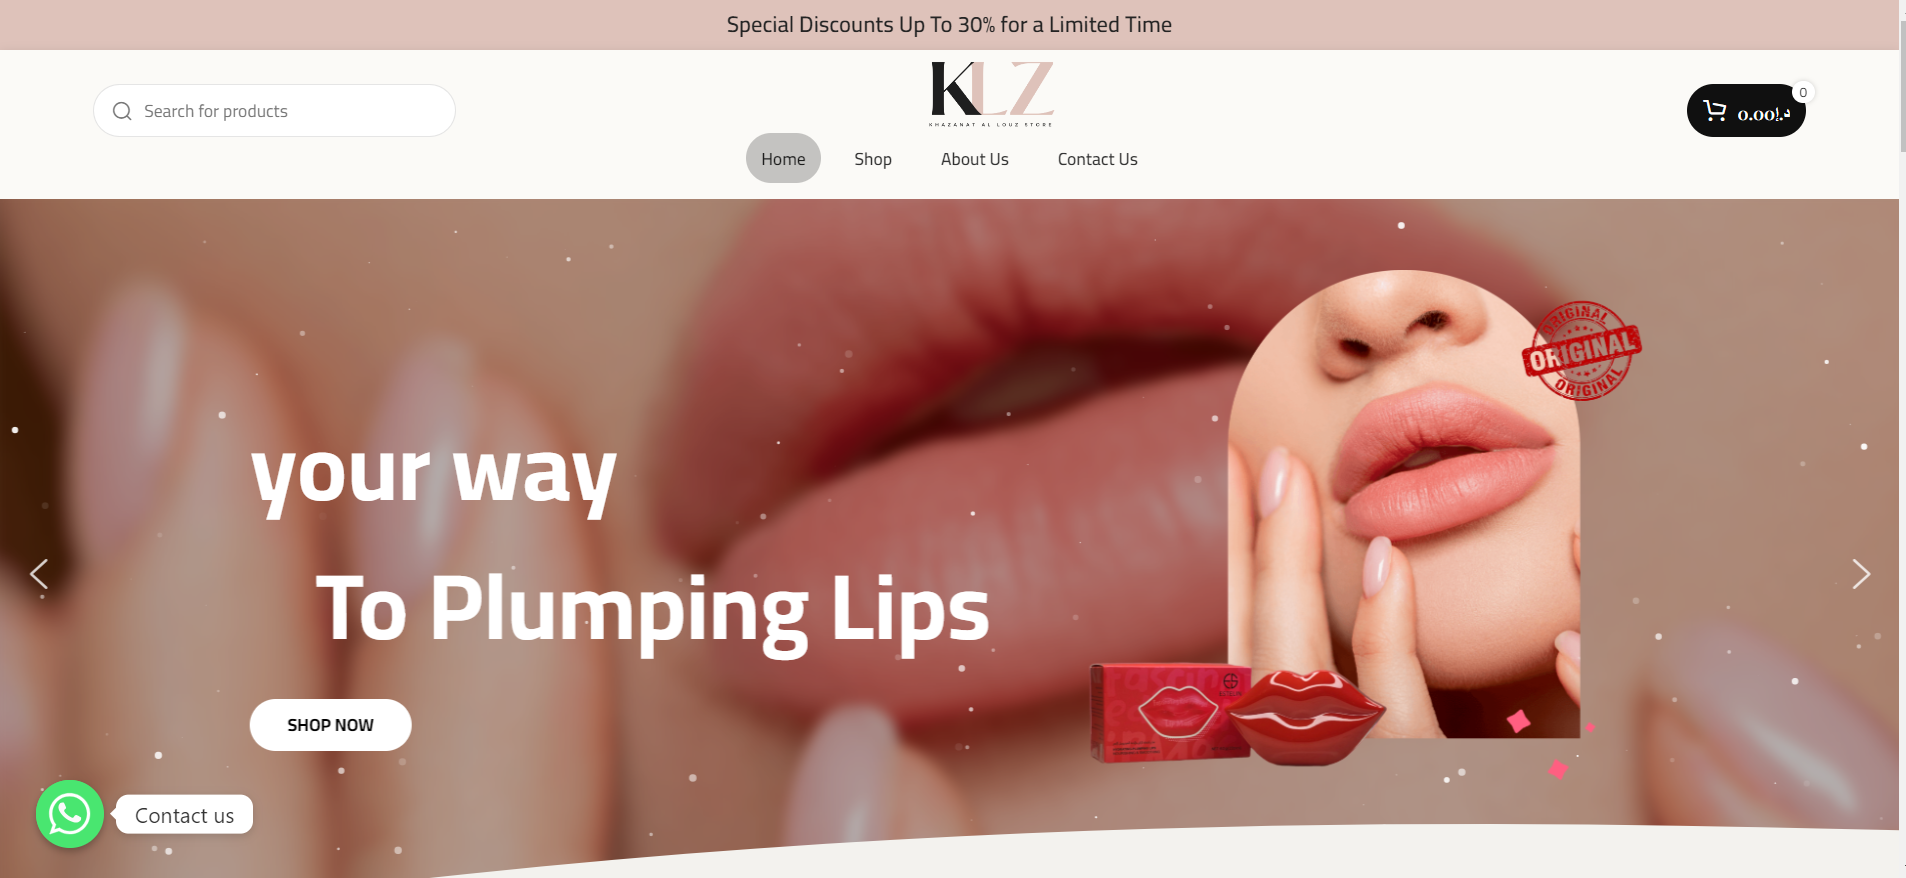 Special Discounts Up To 30% for a Limited Time
Search for products
KLZ
KHAZANAT AL LOUZ STORE
0
0.00د.إ
Home
Shop
About Us
Contact Us
ORIGINAL
ORIGINAL
ORIGINAL
your way
To Plumping Lips
SHOP NOW
Contact us